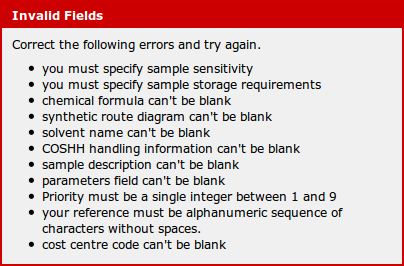 Invalid Fields
Correct the following errors and try again.
• you must specify sample sensitivity
• you must specify sample storage requirements
• chemical formula can't be blank
• synthetic route diagram can't be blank
• solvent name can't be blank
• COSHH handling information can't be blank
• sample description can't be blank
• parameters field can't be blank
• Priority must be a single integer between 1 and 9
• your reference must be alphanumeric sequence of
characters without spaces.
• cost centre code can't be blank